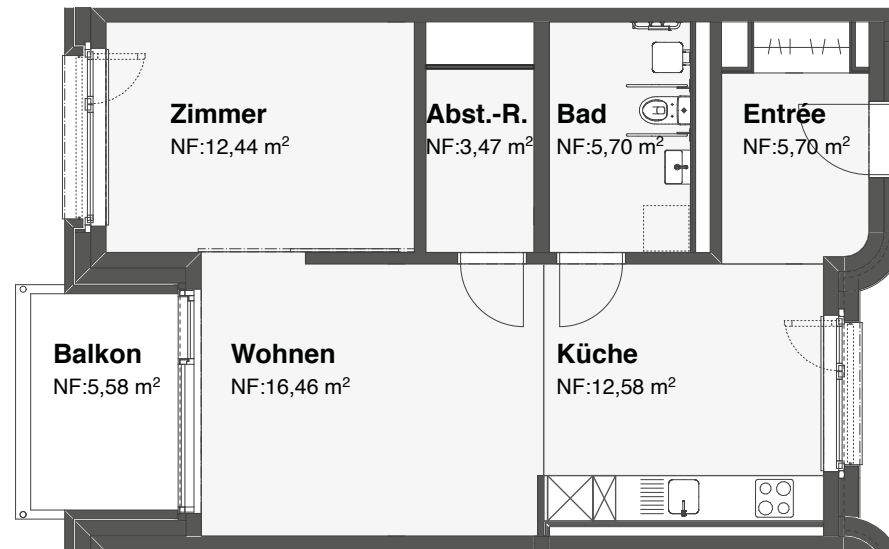 Zimmer
NF:12,44 m²
Abst.-R.
NF:3,47 m²
Bad
NF:5,70 m²
Entrée
NF:5,70 m²
Balkon
NF:5,58 m²
Wohnen
NF:16,46 m²
Küche
NF:12,58 m²